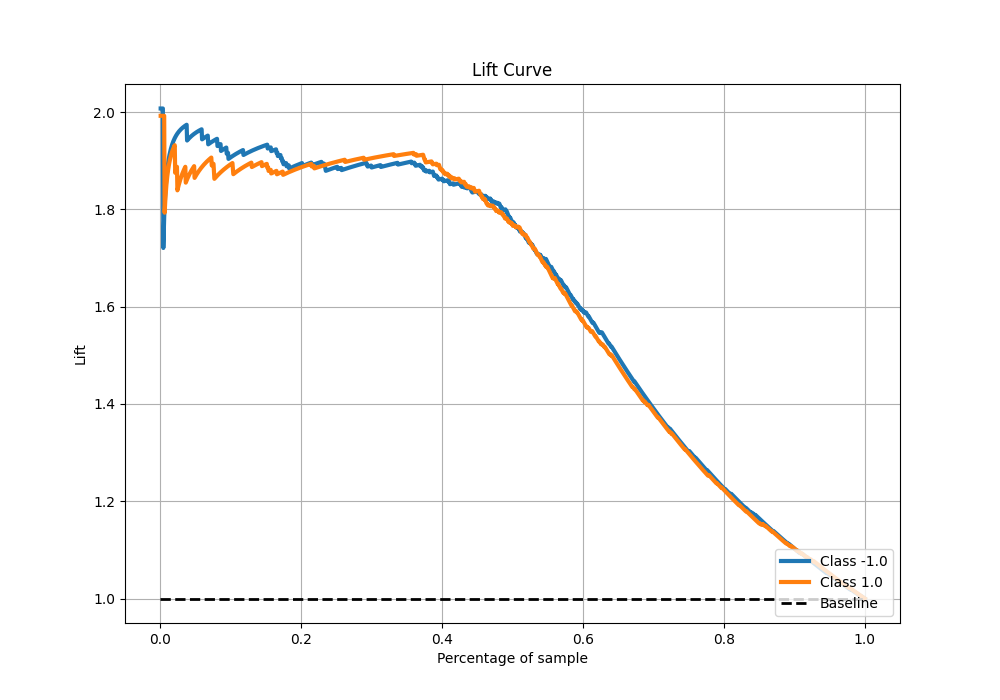 Lift Curve
Lift
2.0
1.8
1.6
1.4
1.2
1.0
0.0 0.2 0.4 0.6 0.8 1.0
Percentage of sample
Class -1.0
Class 1.0
Baseline